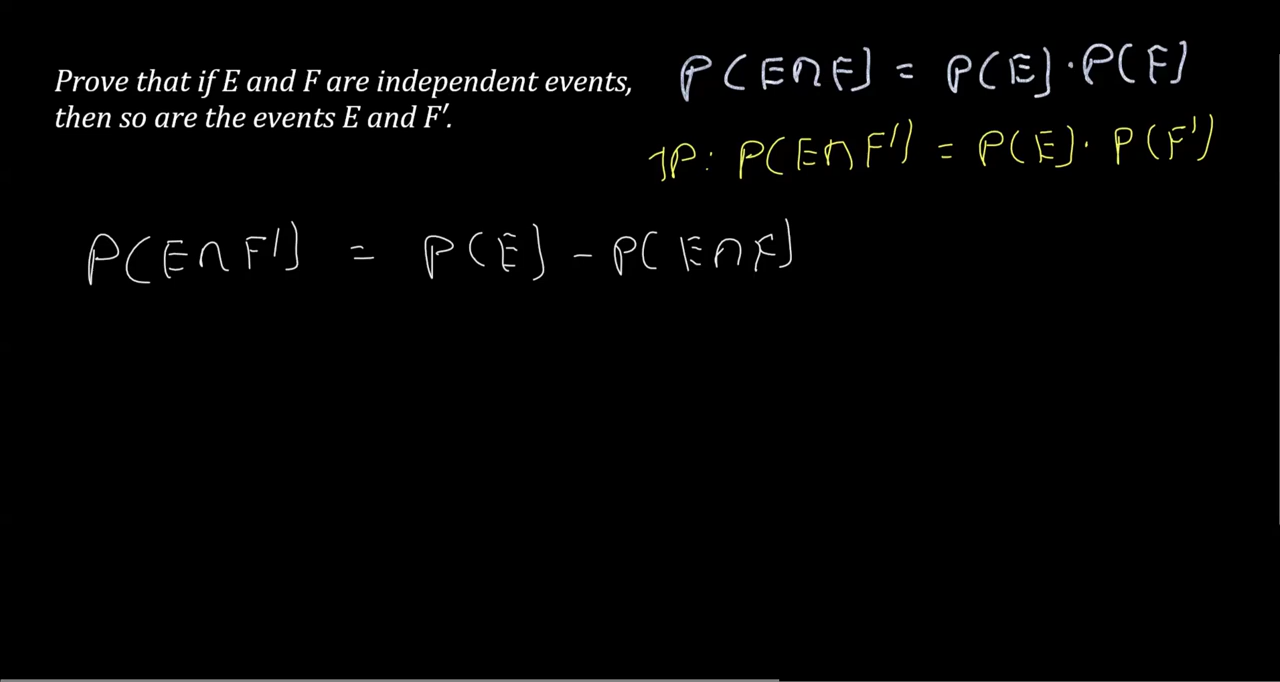 Prove that if E and F are independent events,
then so are the events E and F′.
P(E∩F) = P(E)·P(F)
TP: P(E∩F') = P(E)· P(F')
P(E∩F') = P(E) - P(E∩F)